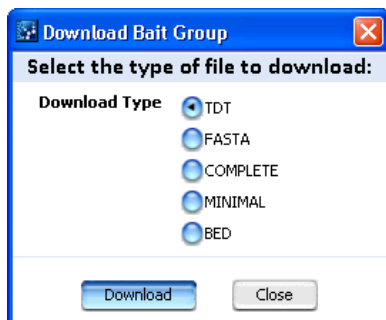 Download Bait Group
Select the type of file to download:
Download Type TDT
FASTA
COMPLETE
MINIMAL
BED
Download Close